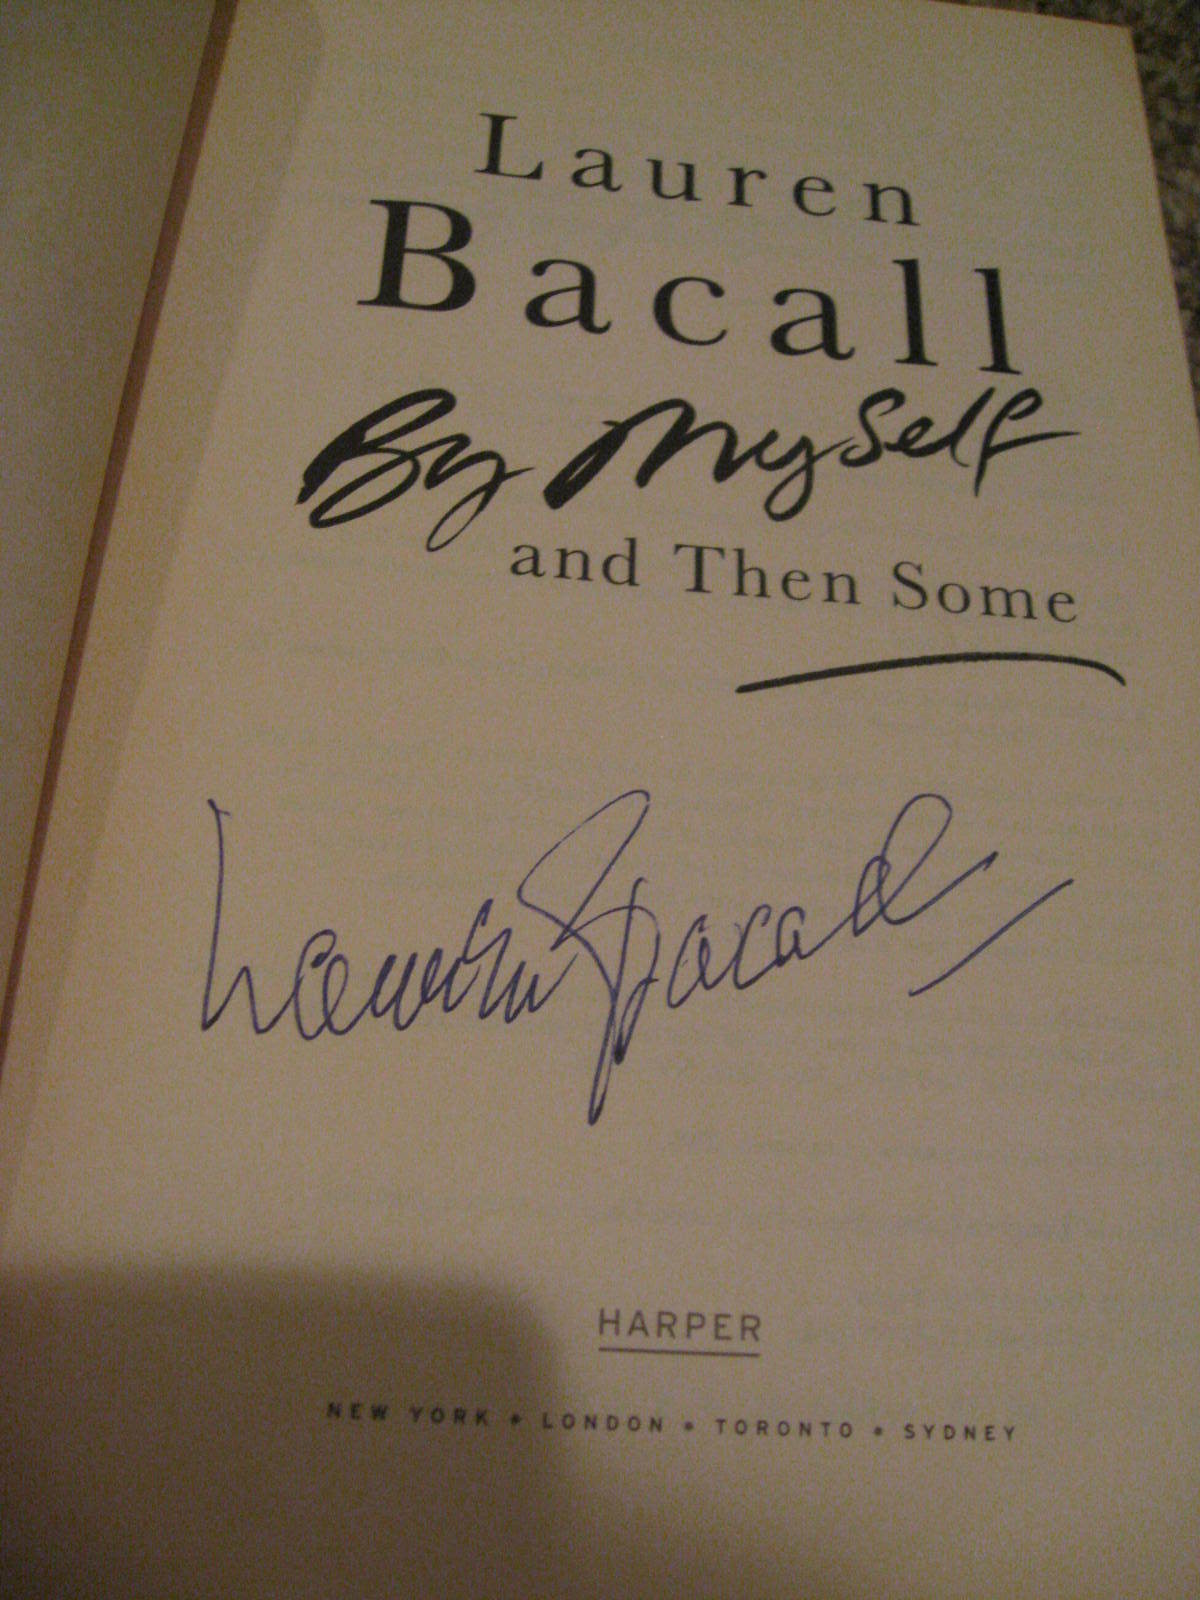 Lauren
Bacall
By Myself
and Then Some
Lauren Bacall
HARPER
NEW YORK • LONDON • TORONTO • SYDNEY